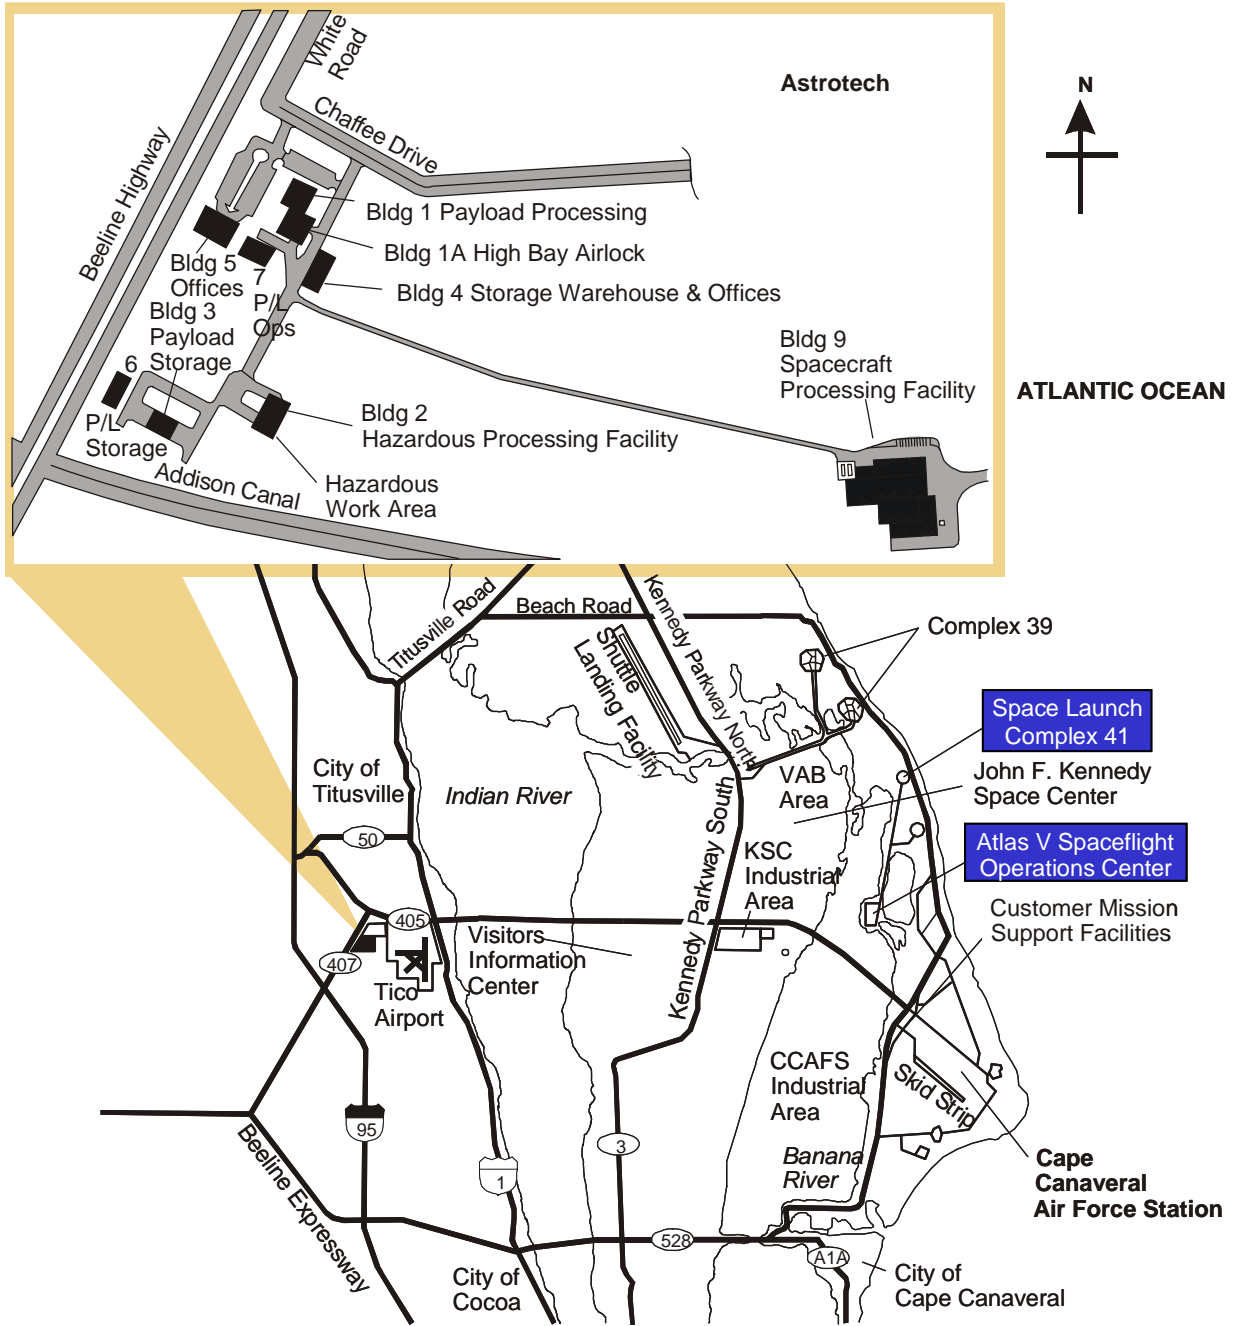 White
Road
Astrotech
N
Chaffee Drive
Beeline Highway
Bldg 1 Payload Processing
Bldg 1A High Bay Airlock
Bldg 5
Offices
7
P/L
Ops
Bldg 4 Storage Warehouse & Offices
Bldg 3
Payload
Storage
6
P/L
Storage
Bldg 9
Spacecraft
Processing Facility
ATLANTIC OCEAN
Bldg 2
Hazardous Processing Facility
Addison Canal
Hazardous
Work Area
Titusville Road
Beach Road
Kennedy Parkway North
Shuttle
Landing Facility
Complex 39
Space Launch
Complex 41
City of
Titusville
Indian River
VAB
Area
John F. Kennedy
Space Center
50
Kennedy Parkway South
KSC
Industrial
Area
Atlas V Spaceflight
Operations Center
405
Visitors
Information
Center
Customer Mission
Support Facilities
407
Tico
Airport
CCAFS
Industrial
Area
Skid Strip
95
Beeline Expressway
3
1
Banana
River
Cape
Canaveral
Air Force Station
528
A1A
City of
Cocoa
City of
Cape Canaveral